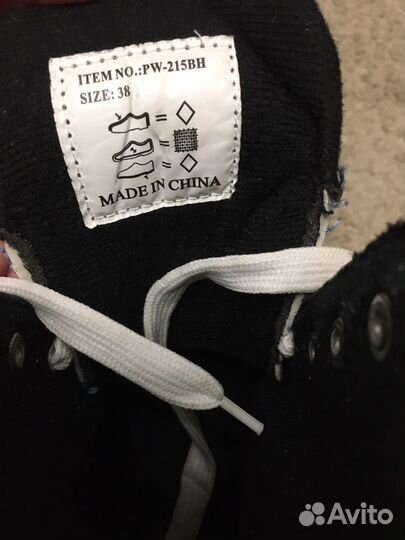 ITEM NO.:PW-215BH
SIZE: 38
=
=
=
MADE IN CHINA
Avito